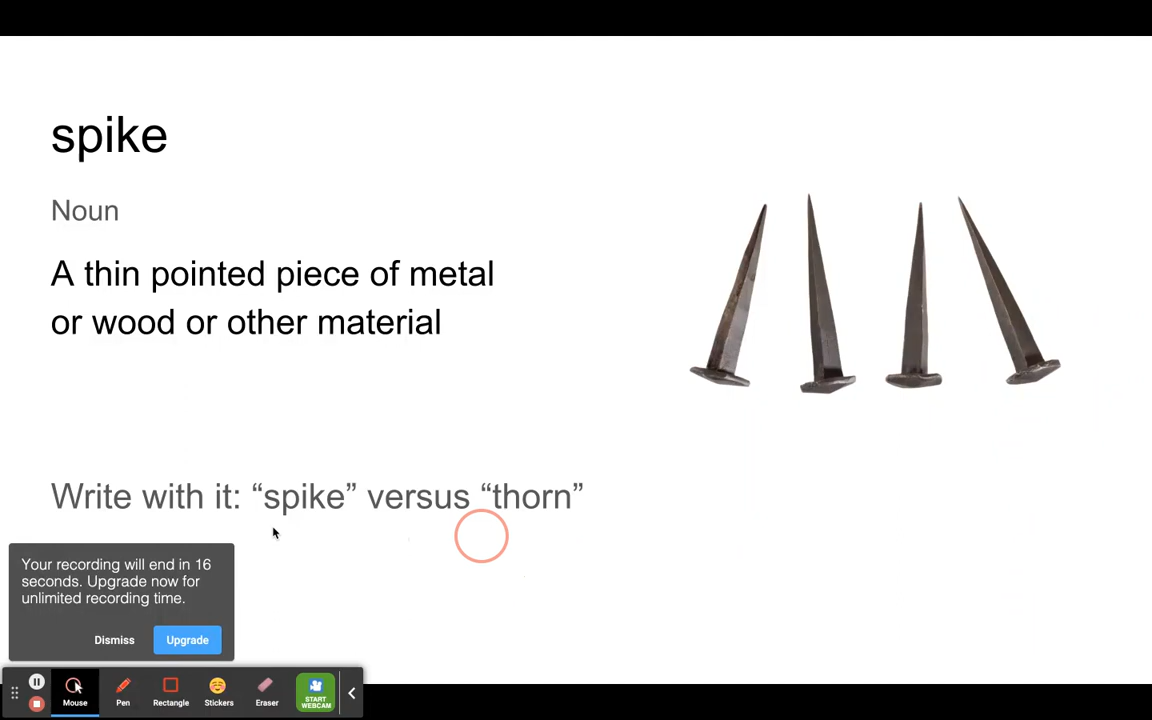 spike
Noun
A thin pointed piece of metal
or wood or other material
Write with it: “spike” versus “thorn”
Your recording will end in 16
seconds. Upgrade now for
unlimited recording time.
Dismiss Upgrade
Mouse Pen Rectangle Stickers Eraser START
WEBCAM